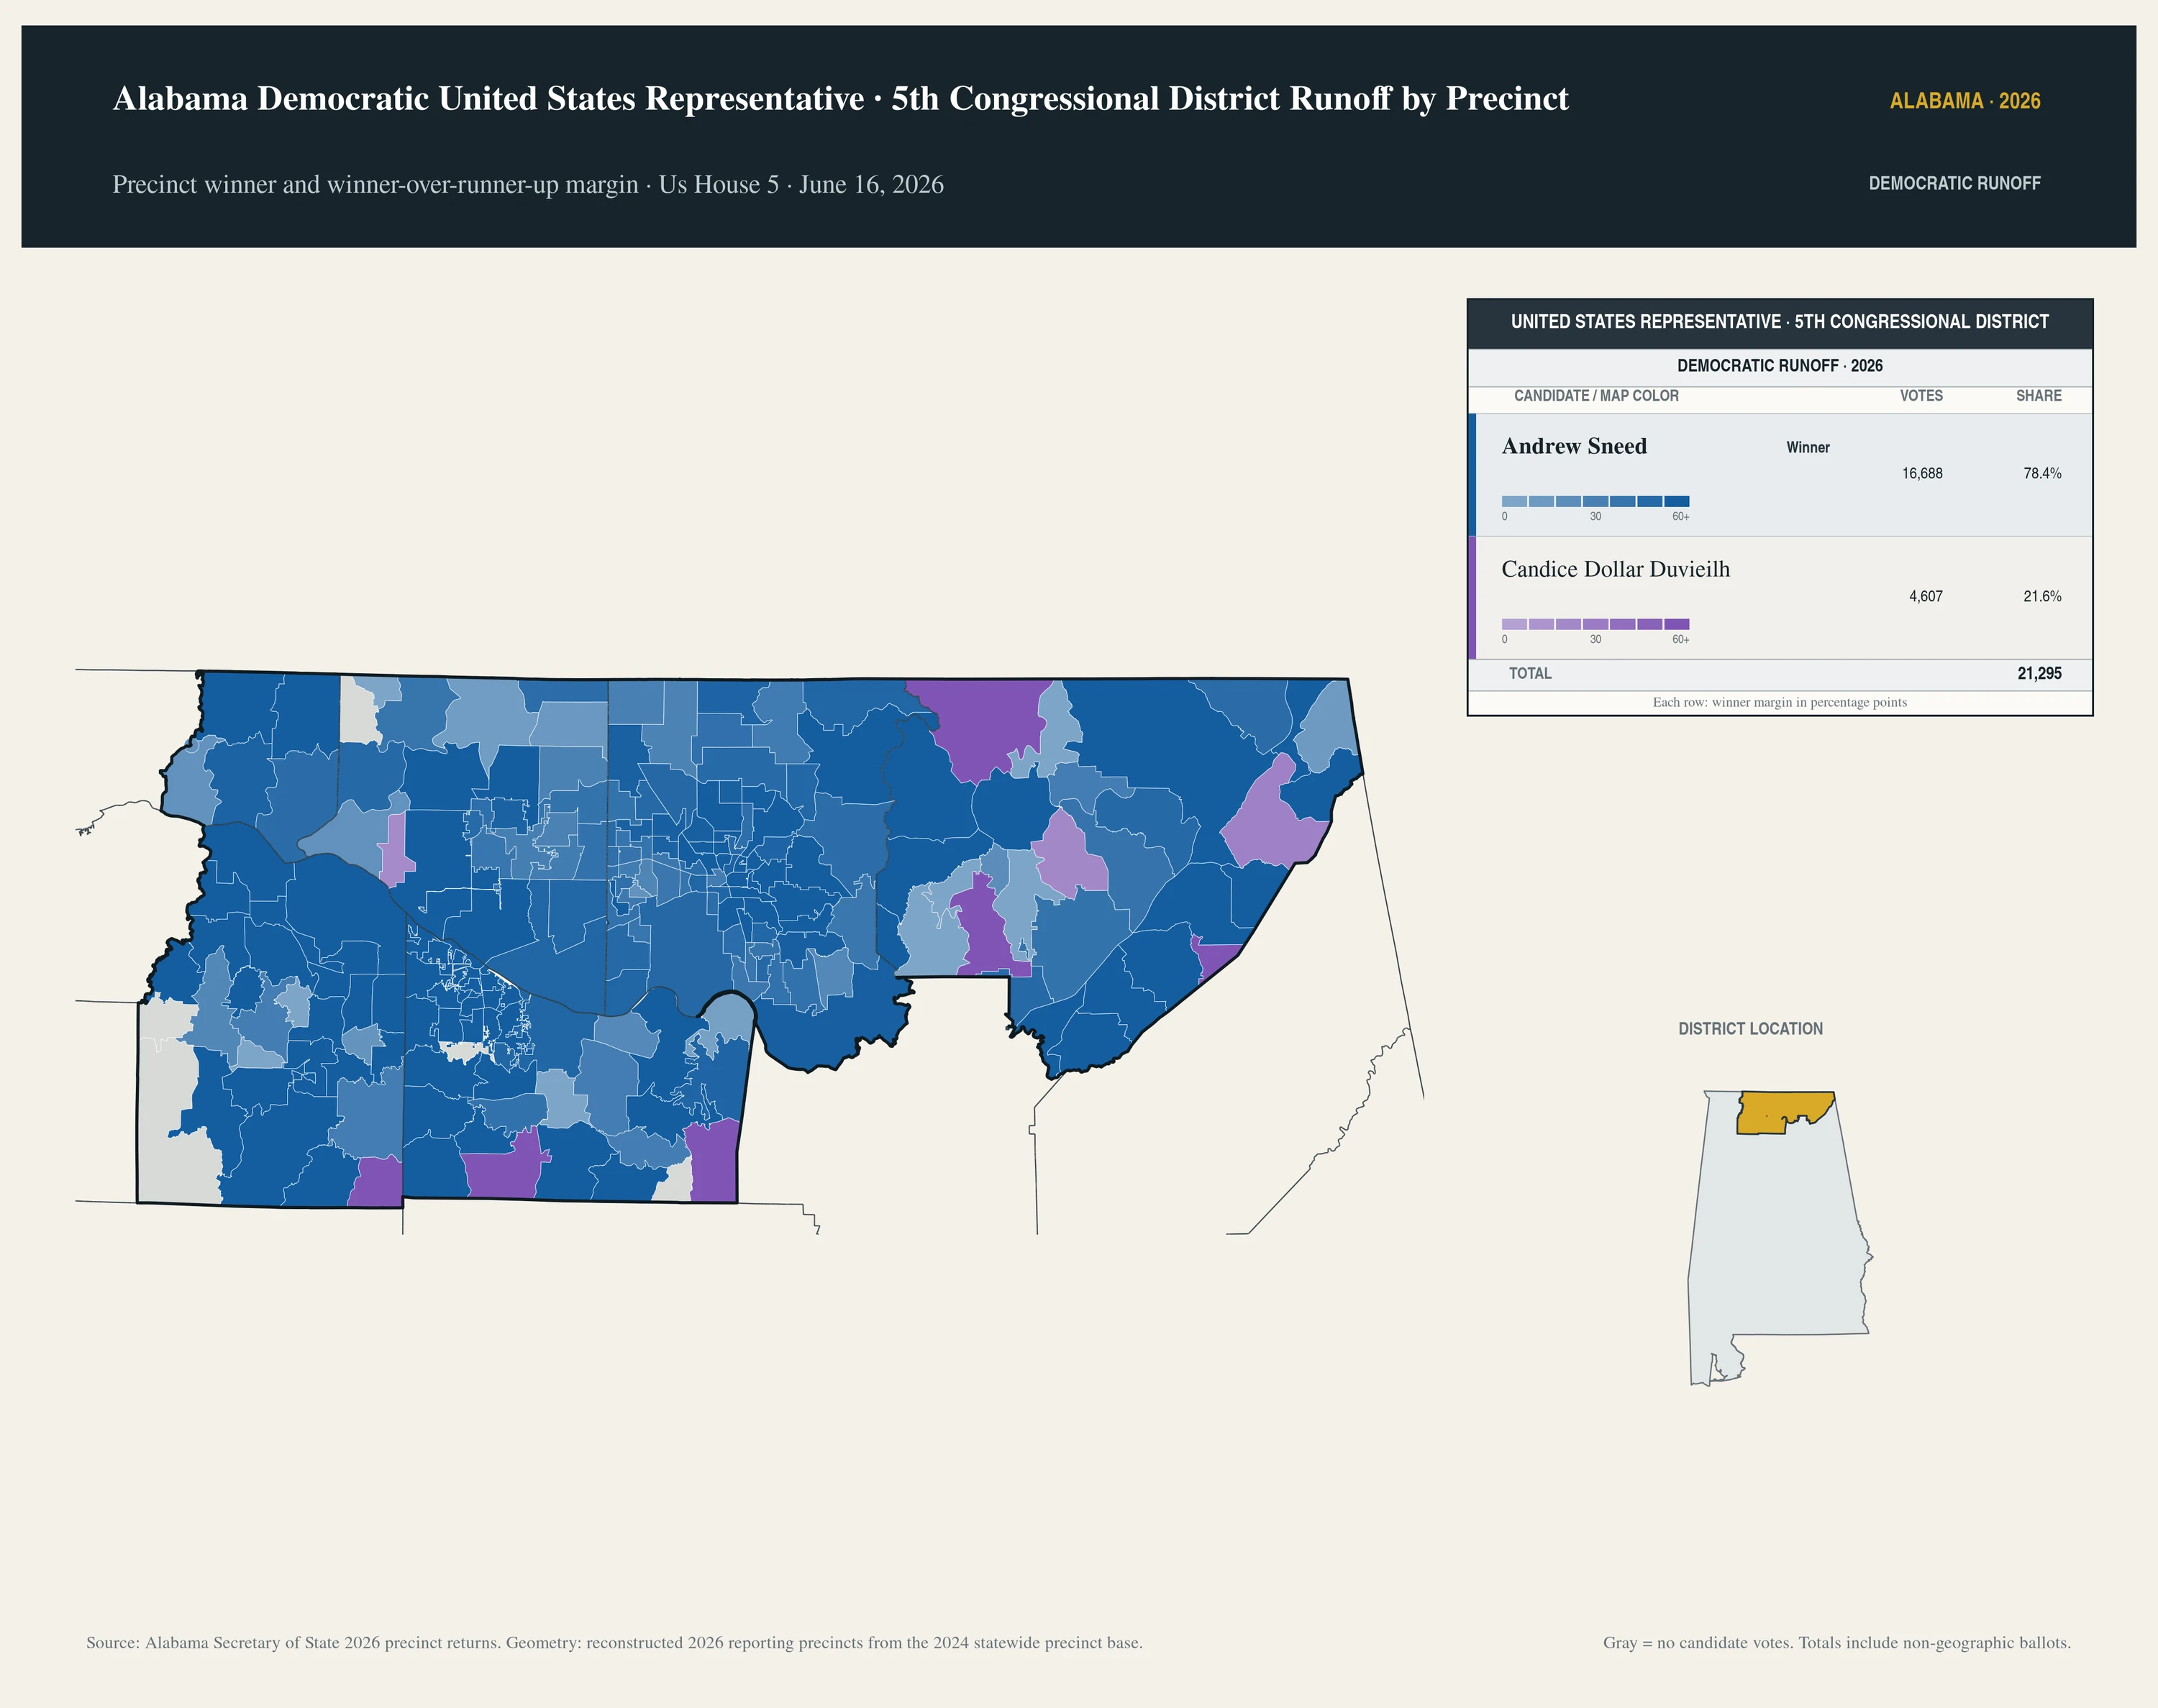 Alabama Democratic United States Representative · 5th Congressional District Runoff by Precinct
ALABAMA · 2026
Precinct winner and winner-over-runner-up margin · Us House 5 · June 16, 2026
DEMOCRATIC RUNOFF
UNITED STATES REPRESENTATIVE · 5TH CONGRESSIONAL DISTRICT
DEMOCRATIC RUNOFF · 2026
CANDIDATE / MAP COLOR VOTES SHARE
Andrew Sneed Winner
16,688 78.4%
0 30 60+
Candice Dollar Duvieilh
4,607 21.6%
0 30 60+
TOTAL 21,295
Each row: winner margin in percentage points
DISTRICT LOCATION
Source: Alabama Secretary of State 2026 precinct returns. Geometry: reconstructed 2026 reporting precincts from the 2024 statewide precinct base.
Gray = no candidate votes. Totals include non-geographic ballots.